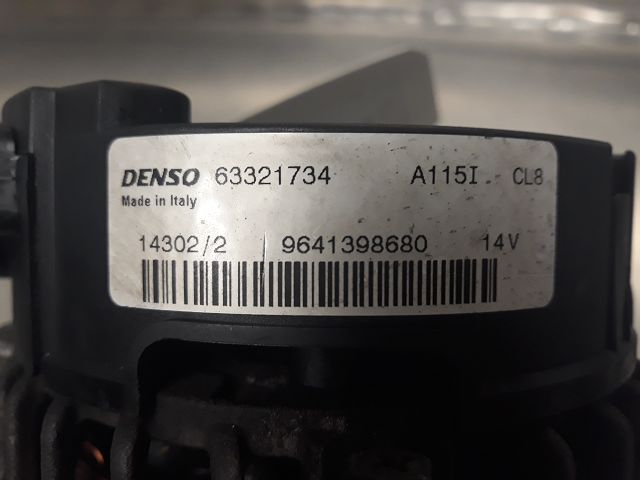 DENSO 63321734 A115I CL8
Made in Italy
14302/2 9641398680 14V